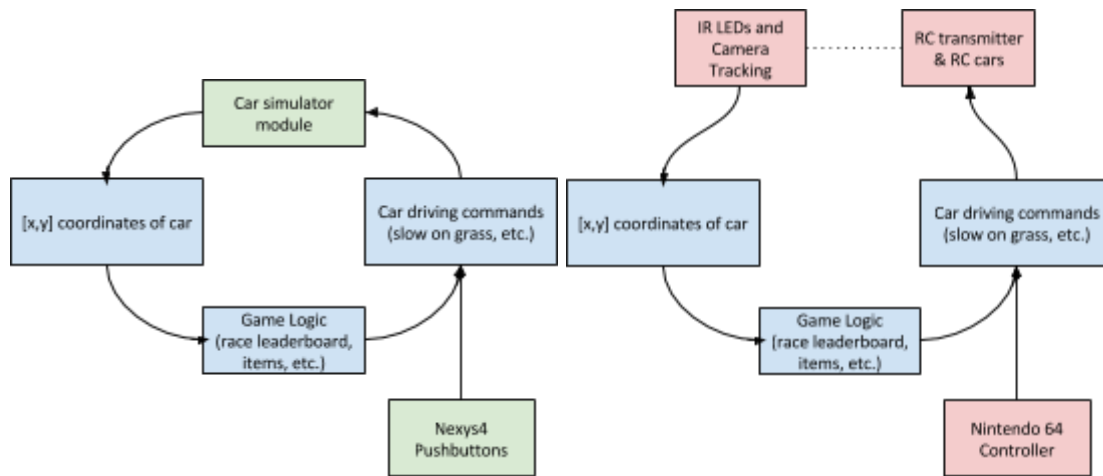 Car simulator
module
[x,y] coordinates of car
Car driving commands
(slow on grass, etc.)
Game Logic
(race leaderboard,
items, etc.)
Nexys4
Pushbuttons
IR LEDs and
Camera
Tracking
RC transmitter
& RC cars
[x,y] coordinates of car
Car driving commands
(slow on grass, etc.)
Game Logic
(race leaderboard,
items, etc.)
Nintendo 64
Controller